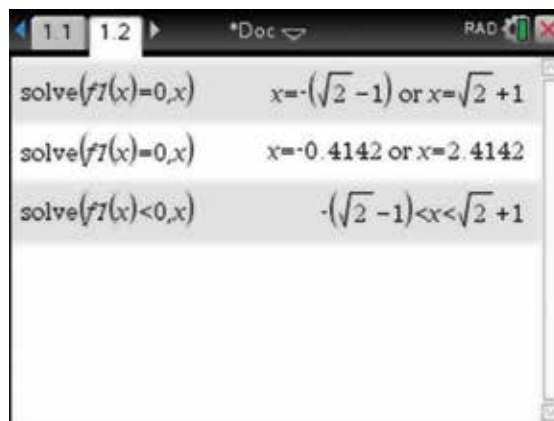 1.1 1.2 *Doc RAD
solve(f1(x)=0,x) x=-(√2-1) or x=√2+1
solve(f1(x)=0,x) x=-0.4142 or x=2.4142
solve(f1(x)<0,x) -(√2-1)<x<√2+1